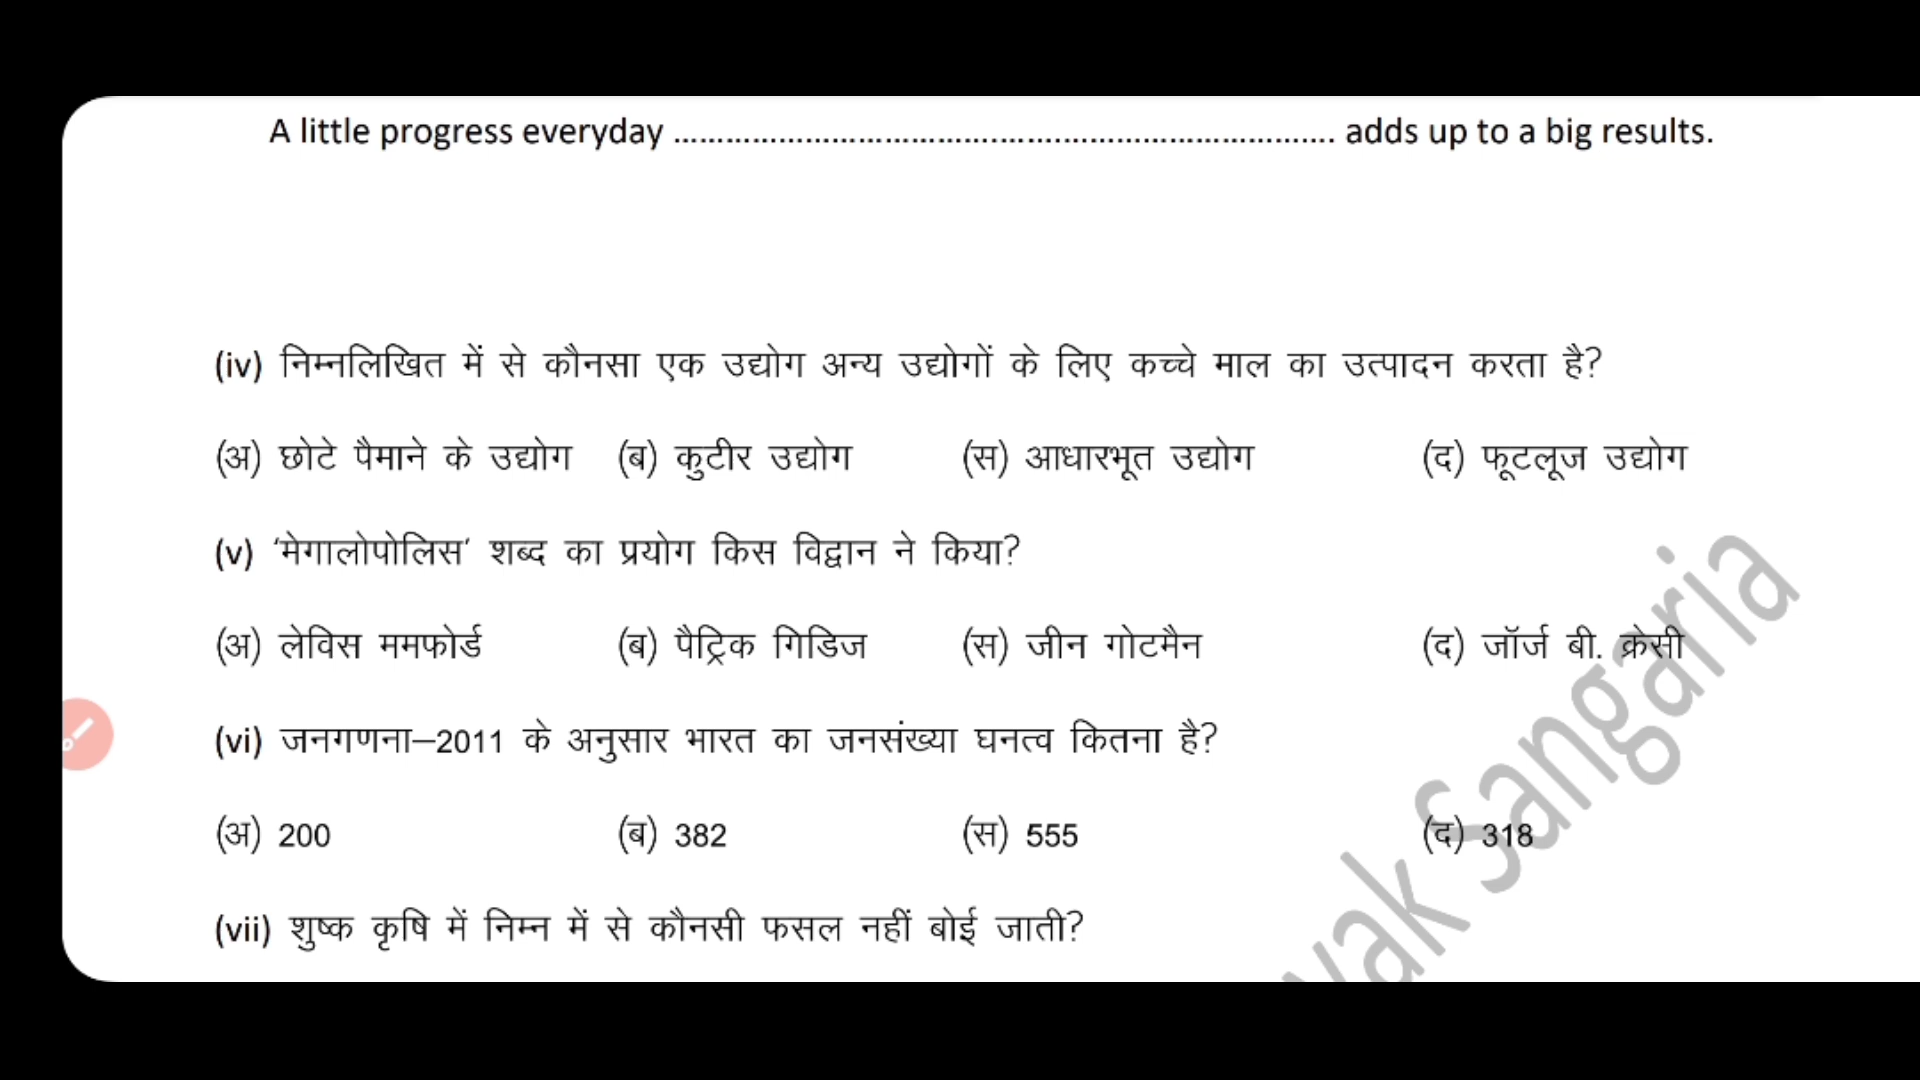 A little progress everyday ................................................................................ adds up to a big results.
(iv) निम्नलिखित में से कौनसा एक उद्योग अन्य उद्योगों के लिए कच्चे माल का उत्पादन करता है?
(अ) छोटे पैमाने के उद्योग (ब) कुटीर उद्योग (स) आधारभूत उद्योग (द) फूटलूज उद्योग
(v) ‘मेगालोपोलिस’ शब्द का प्रयोग किस विद्वान ने किया?
(अ) लेविस ममफोर्ड (ब) पैट्रिक गिडिज (स) जीन गोटमैन (द) जॉर्ज बी. क्रेसी
(vi) जनगणना–2011 के अनुसार भारत का जनसंख्या घनत्व कितना है?
(अ) 200 (ब) 382 (स) 555 (द) 318
(vii) शुष्क कृषि में निम्न में से कौनसी फसल नहीं बोई जाती?
Sangaria